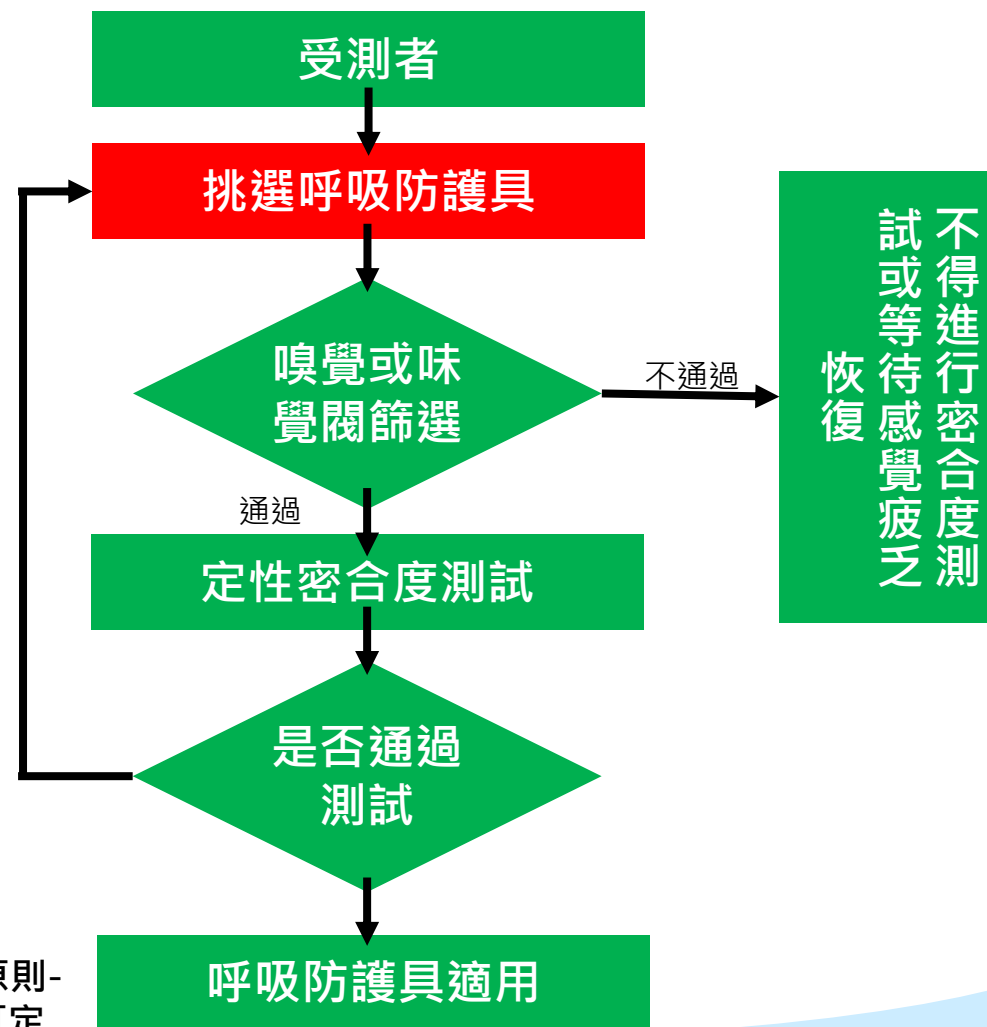 受測者
挑選呼吸防護具
嗅覺或味
覺閥篩選
不通過
不得進行密合度測
試或等待感覺疲乏
恢復
通過
定性密合度測試
是否通過
測試
呼吸防護具適用
原則-
定